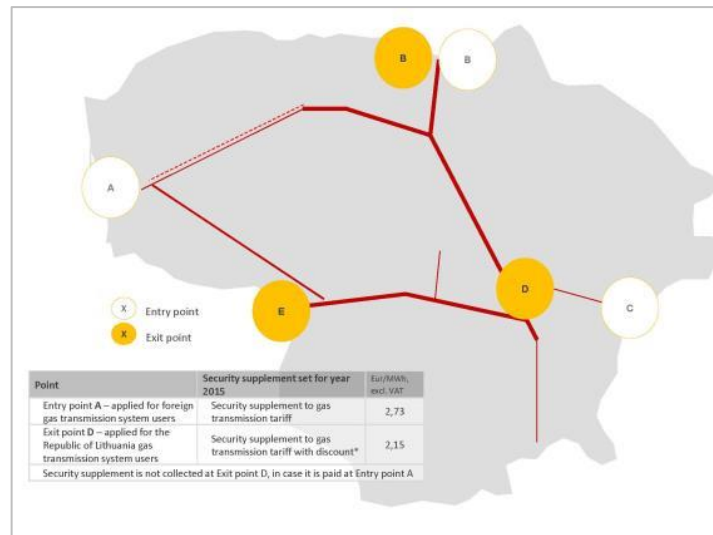 B
B
A
E
D
C
X Entry point
X Exit point
Point
Security supplement set for year
2015
Eur/MWh,
excl. VAT
Entry point A – applied for foreign
gas transmission system users
Security supplement to gas
transmission tariff
2,73
Exit point D – applied for the
Republic of Lithuania gas
transmission system users
Security supplement to gas
transmission tariff with discount*
2,15
Security supplement is not collected at Exit point D, in case it is paid at Entry point A